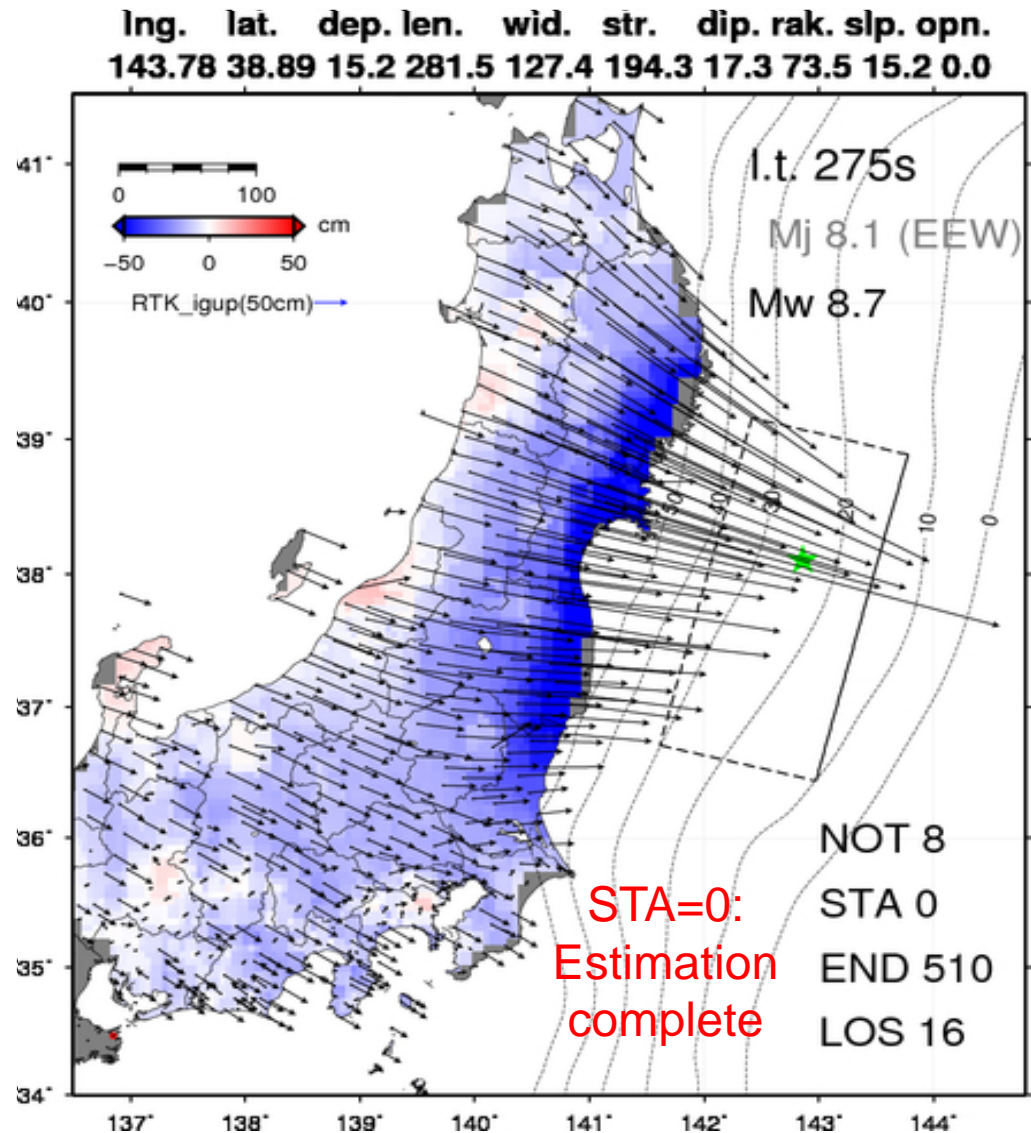 lng. lat. dep. len. wid. str. dip. rak. slp. opn.
143.78 38.89 15.2 281.5 127.4 194.3 17.3 73.5 15.2 0.0
41°
40°
39°
38°
37°
36°
35°
34°
0 100
cm
−50 0 50
RTK_igup(50cm)
l.t. 275s
Mj 8.1 (EEW)
Mw 8.7
50 40 30 20 10 0
NOT 8
STA 0
END 510
LOS 16
STA=0:
Estimation
complete
137° 138° 139° 140° 141° 142° 143° 144°